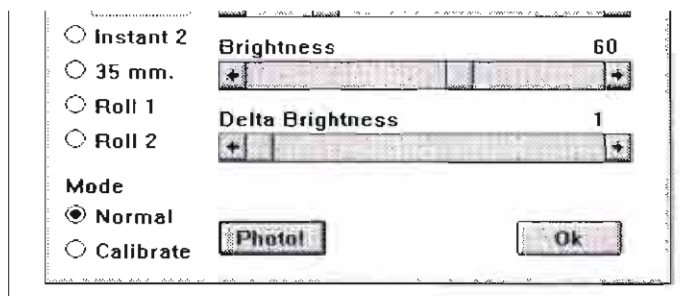 Instant 2
35 mm.
Roll 1
Roll 2
Mode
Normal
Calibrate
Brightness 60
Delta Brightness 1
Photo!
Ok